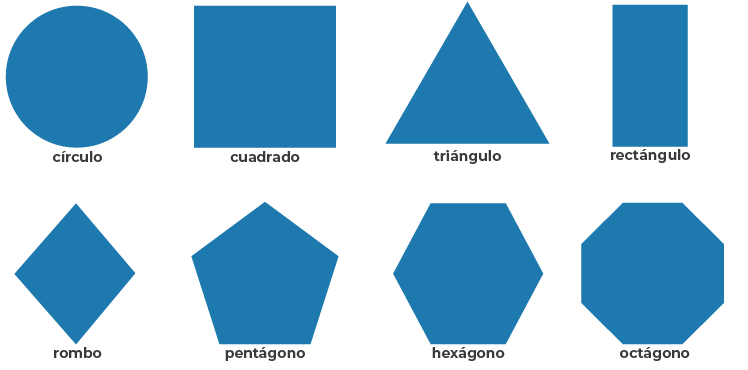 círculo
cuadrado
triángulo
rectángulo
rombo
pentágono
hexágono
octágono